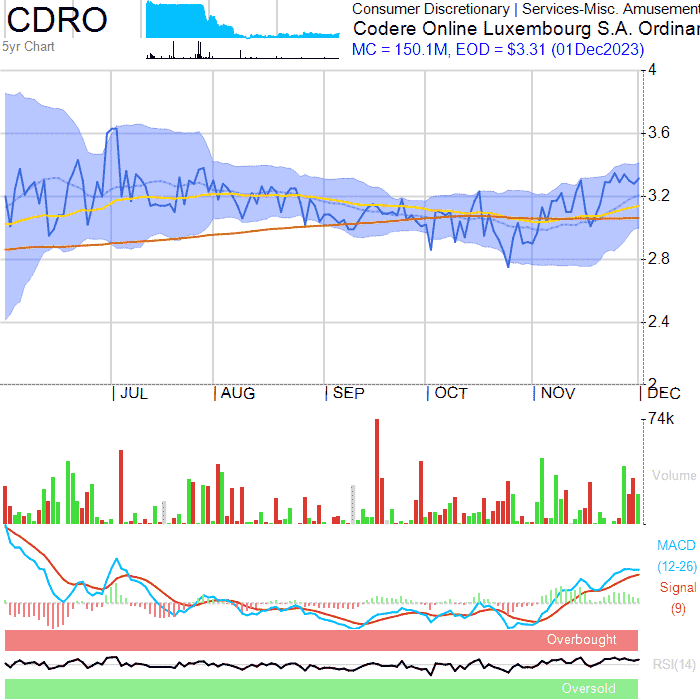 CDRO
5yr Chart
Consumer Discretionary | Services-Misc. Amusement
Codere Online Luxembourg S.A. Ordinar
MC = 150.1M, EOD = $3.31 (01Dec2023)
4
3.6
3.2
2.8
2.4
2
JUL AUG SEP OCT NOV DEC
74k
Volume
MACD
(12-26)
Signal
(9)
Overbought
RSI(14)
Oversold